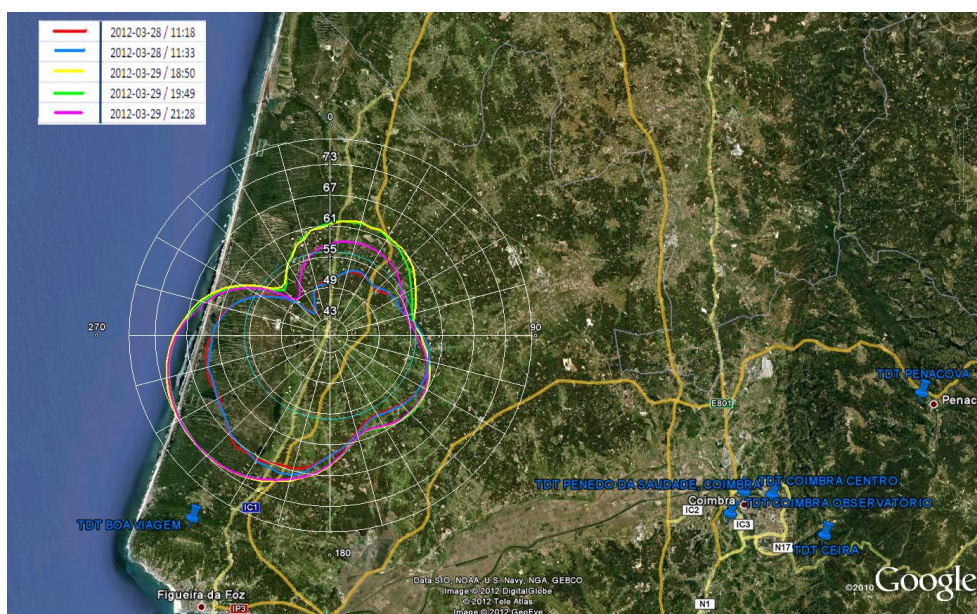 2012-03-28 / 11:18
2012-03-28 / 11:33
2012-03-29 / 18:50
2012-03-29 / 19:49
2012-03-29 / 21:28
0
73
67
61
55
49
43
270
90
180
TDT PENACOVA
Penac
E801
TDT PENEDO DA SAUDADE, COIMBRA
TDT COIMBRA CENTRO
Coimbra
TDT COIMBRA OBSERVATÓRIO
IC2
IC3
N17
TDT CEIRA
IC1
TDT BOA VIAGEM
Figueira da Foz
IP3
N1
Data SIO, NOAA, U.S. Navy, NGA, GEBCO
Image © 2012 DigitalGlobe
© 2012 Tele Atlas
Image © 2012 GeoEye
©2010 Google